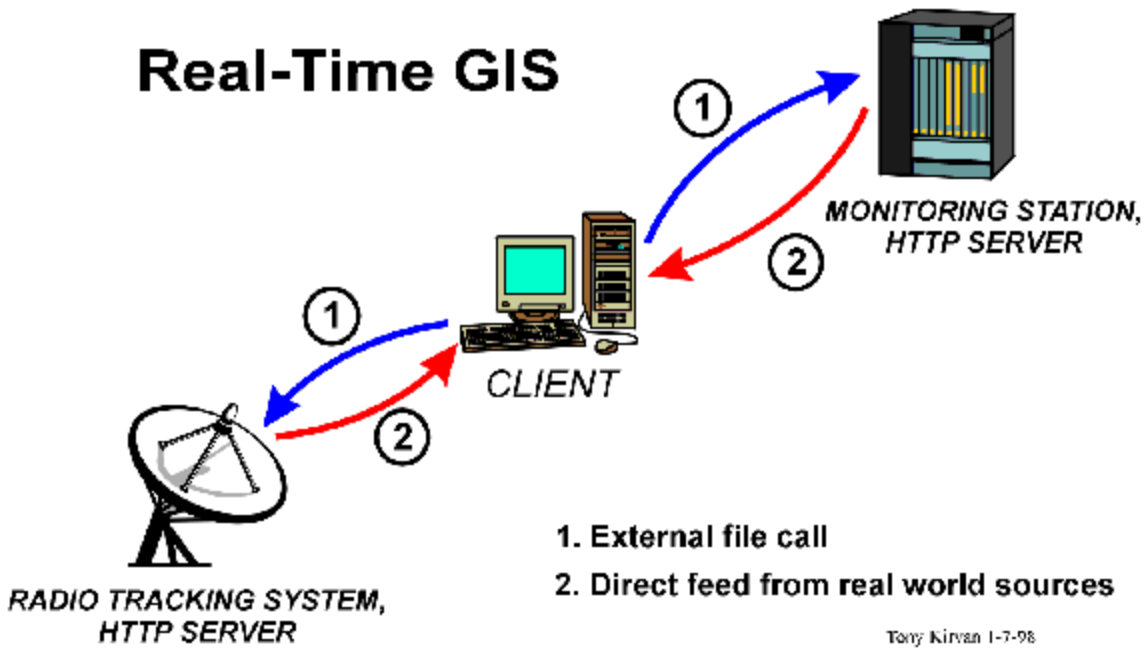 Real-Time GIS
1
MONITORING STATION,
HTTP SERVER
2
1
CLIENT
2
1. External file call
2. Direct feed from real world sources
RADIO TRACKING SYSTEM,
HTTP SERVER
Tony Kirvan 1-7-98